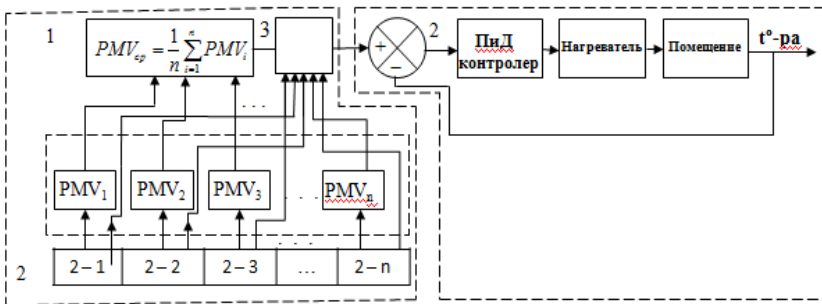 1
PMV_ср = 1/n ∑_{i=1}^{n} PMV_i
3
+
−
2
ПиД
контролер
Нагреватель
Помещение
t°-ра
. . .
PMV₁
PMV₂
PMV₃
. . .
PMVₙ
. . .
2
2 – 1
2 – 2
2 – 3
...
2 – n